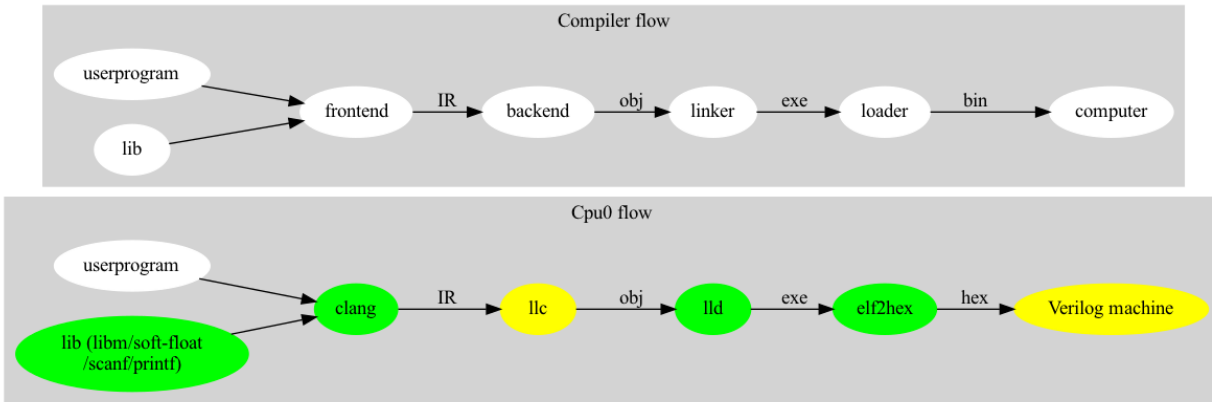 Compiler flow
userprogram
lib
frontend
IR
backend
obj
linker
exe
loader
bin
computer
Cpu0 flow
userprogram
lib (libm/soft-float
/scanf/printf)
clang
IR
llc
obj
lld
exe
elf2hex
hex
Verilog machine